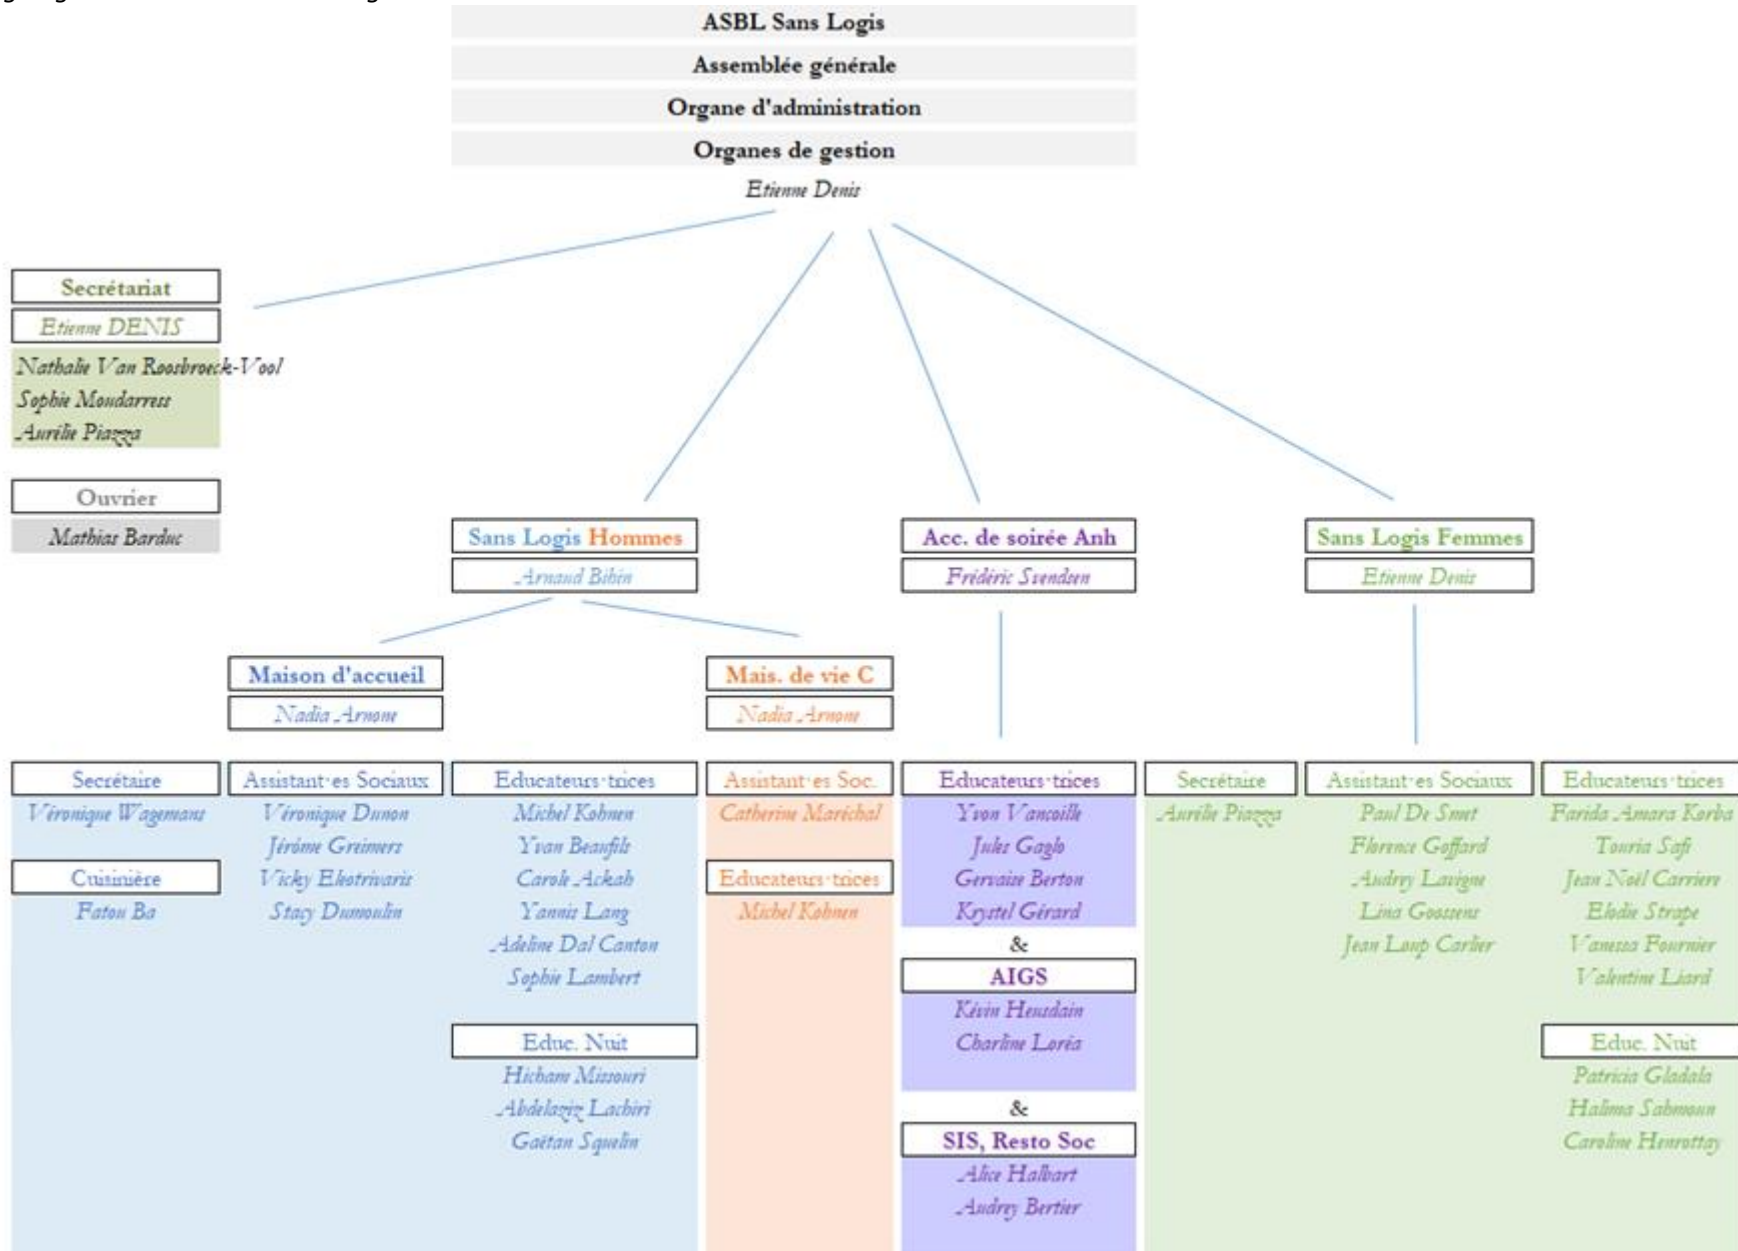 ASBL Sans Logis
Assemblée générale
Organe d'administration
Organes de gestion
Etienne Denis
Secrétariat
Etienne DENIS
Nathalie Van Roosbroeck-Vool
Sophie Moudarress
Aurélie Piazza
Ouvrier
Mathias Barduc
Sans Logis Hommes
Arnaud Bihin
Acc. de soirée Anh
Frédéric Svendsen
Sans Logis Femmes
Etienne Denis
Maison d'accueil
Nadia Arnone
Mais. de vie C
Nadia Arnone
Secrétaire
Véronique Wagemans
Cuisinière
Fatou Ba
Assistant·es Sociaux
Véronique Dunon
Jérôme Greimers
Vicky Eleotrivaris
Stacy Dumoulin
Educateurs·trices
Michel Kohnen
Yvan Beaufils
Carole Ackah
Yannis Lang
Adeline Dal Canton
Sophie Lambert
Educ. Nuit
Hicham Missouri
Abdelaziz Lachiri
Gaëtan Squelin
Assistant·es Soc.
Catherine Maréchal
Educateurs·trices
Michel Kohnen
Educateurs·trices
Yvon Vancoille
Jules Gaglo
Gervaise Berton
Krystel Gérard
&
AIGS
Kévin Heusdain
Charline Loréa
&
SIS, Resto Soc
Alice Halbart
Audrey Bertier
Secrétaire
Aurélie Piazza
Assistant·es Sociaux
Paul De Smet
Florence Goffard
Audrey Lavigne
Lina Goossens
Jean Loup Carlier
Educateurs·trices
Farida Amara Korba
Touria Safi
Jean Noël Carriere
Elodie Strape
Vanessa Fournier
Valentine Liard
Educ. Nuit
Patricia Gladala
Halima Sahmoun
Caroline Henrottay